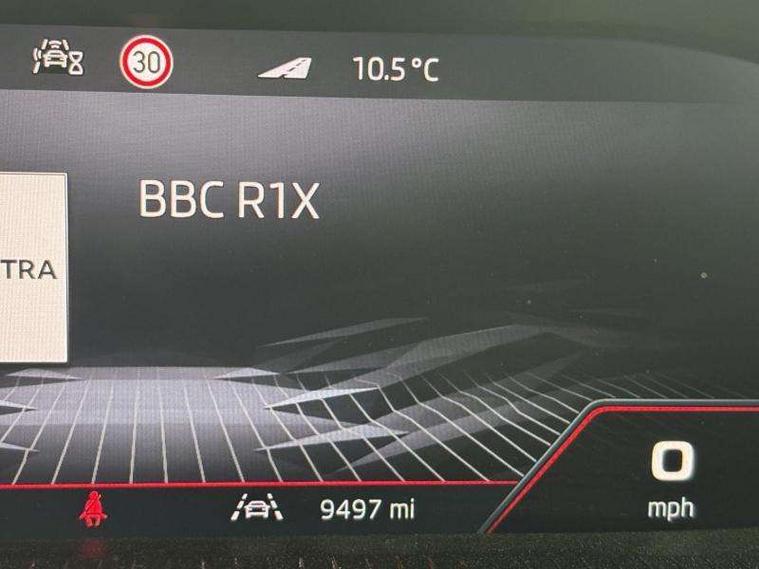 30
10.5°C
BBC R1X
TRA
9497 mi
0
mph